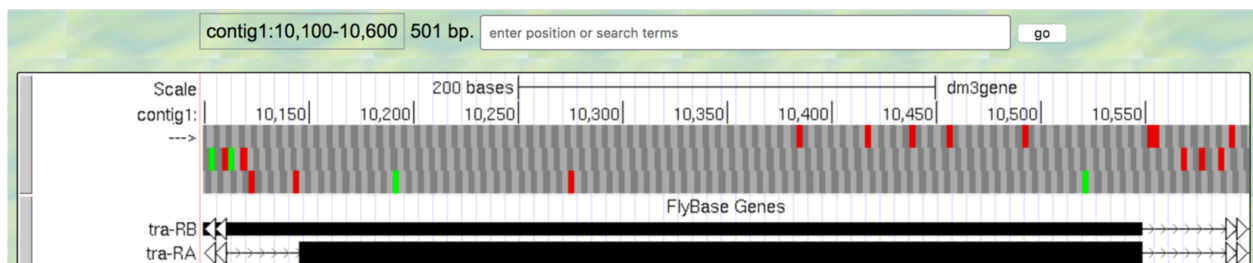 contig1:10,100-10,600 501 bp. enter position or search terms go
Scale 200 bases dm3gene
contig1: 10,150 10,200 10,250 10,300 10,350 10,400 10,450 10,500 10,550
--->
FlyBase Genes
tra-RB
tra-RA